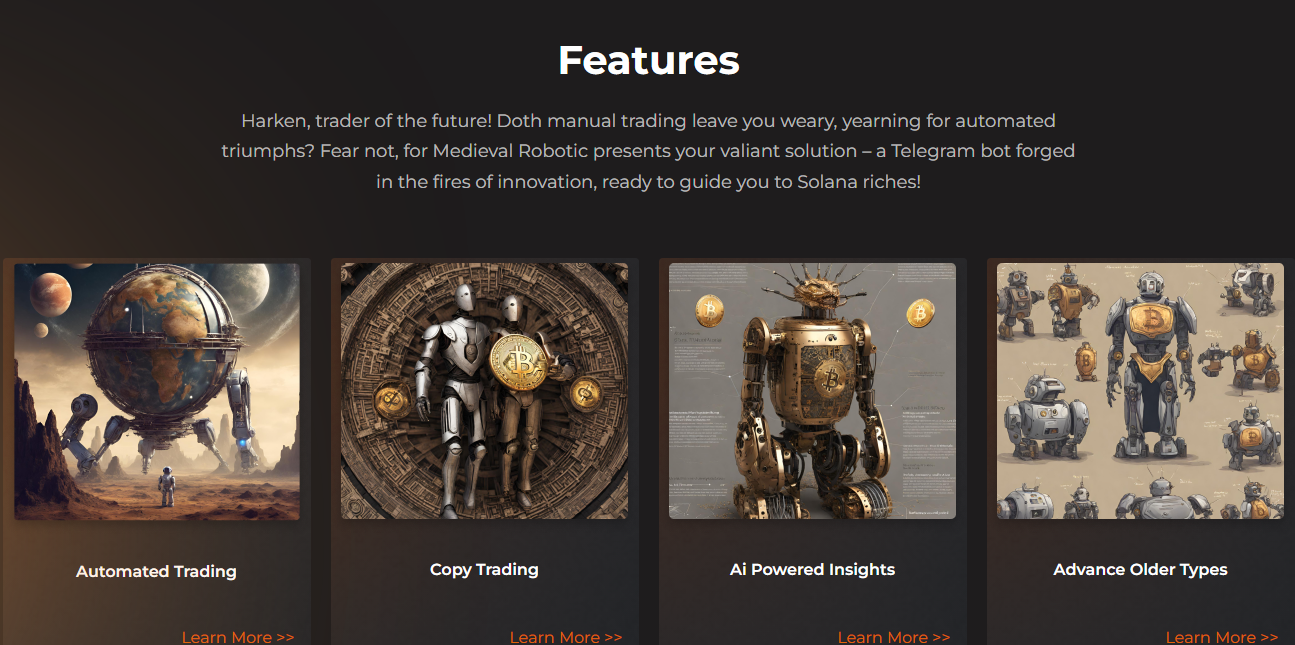 Features
Harken, trader of the future! Doth manual trading leave you weary, yearning for automated
triumphs? Fear not, for Medieval Robotic presents your valiant solution – a Telegram bot forged
in the fires of innovation, ready to guide you to Solana riches!
Automated Trading
Copy Trading
Ai Powered Insights
Advance Older Types
Learn More >>
Learn More >>
Learn More >>
Learn More >>